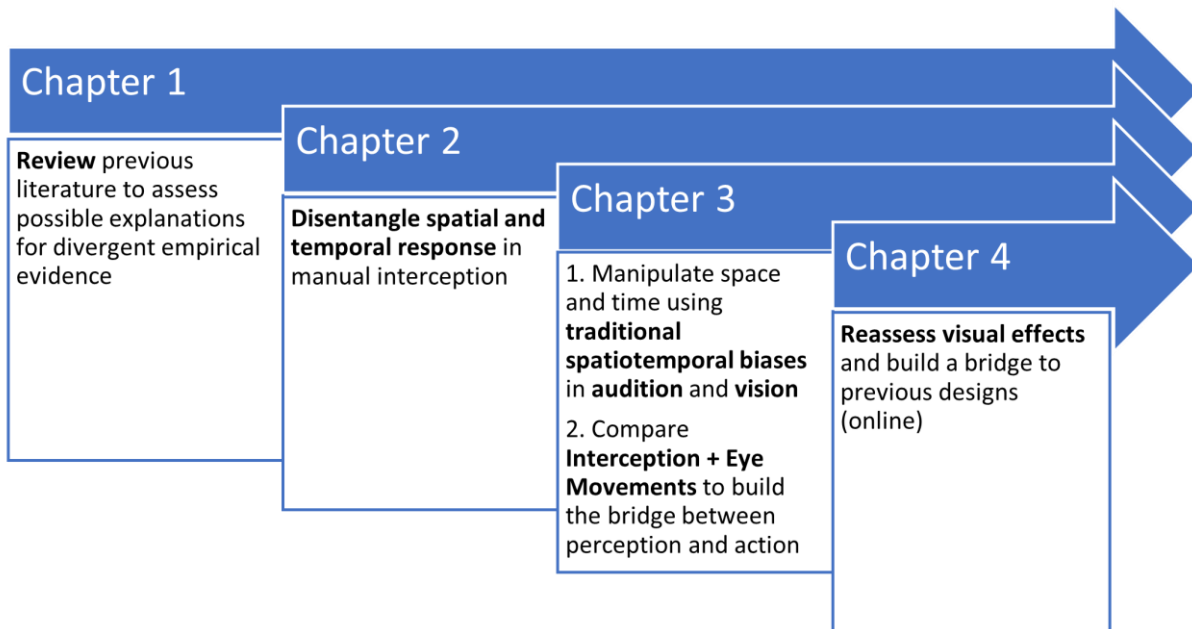 Chapter 1
Review previous
literature to assess
possible explanations
for divergent empirical
evidence
Chapter 2
Disentangle spatial and
temporal response in
manual interception
Chapter 3
1. Manipulate space
and time using
traditional
spatiotemporal biases
in audition and vision
2. Compare
Interception + Eye
Movements to build
the bridge between
perception and action
Chapter 4
Reassess visual effects
and build a bridge to
previous designs
(online)